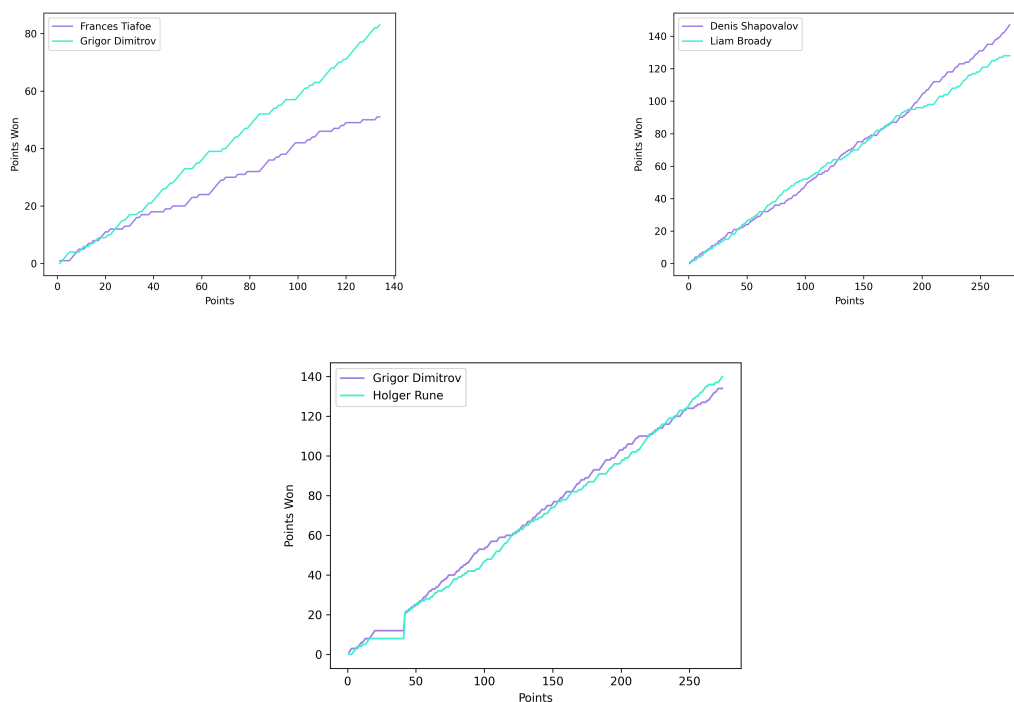 Frances Tiafoe
Grigor Dimitrov
80
60
40
20
0
Points Won
0 20 40 60 80 100 120 140
Points
Denis Shapovalov
Liam Broady
140
120
100
80
60
40
20
0
Points Won
0 50 100 150 200 250
Points
Grigor Dimitrov
Holger Rune
140
120
100
80
60
40
20
0
Points Won
0 50 100 150 200 250
Points